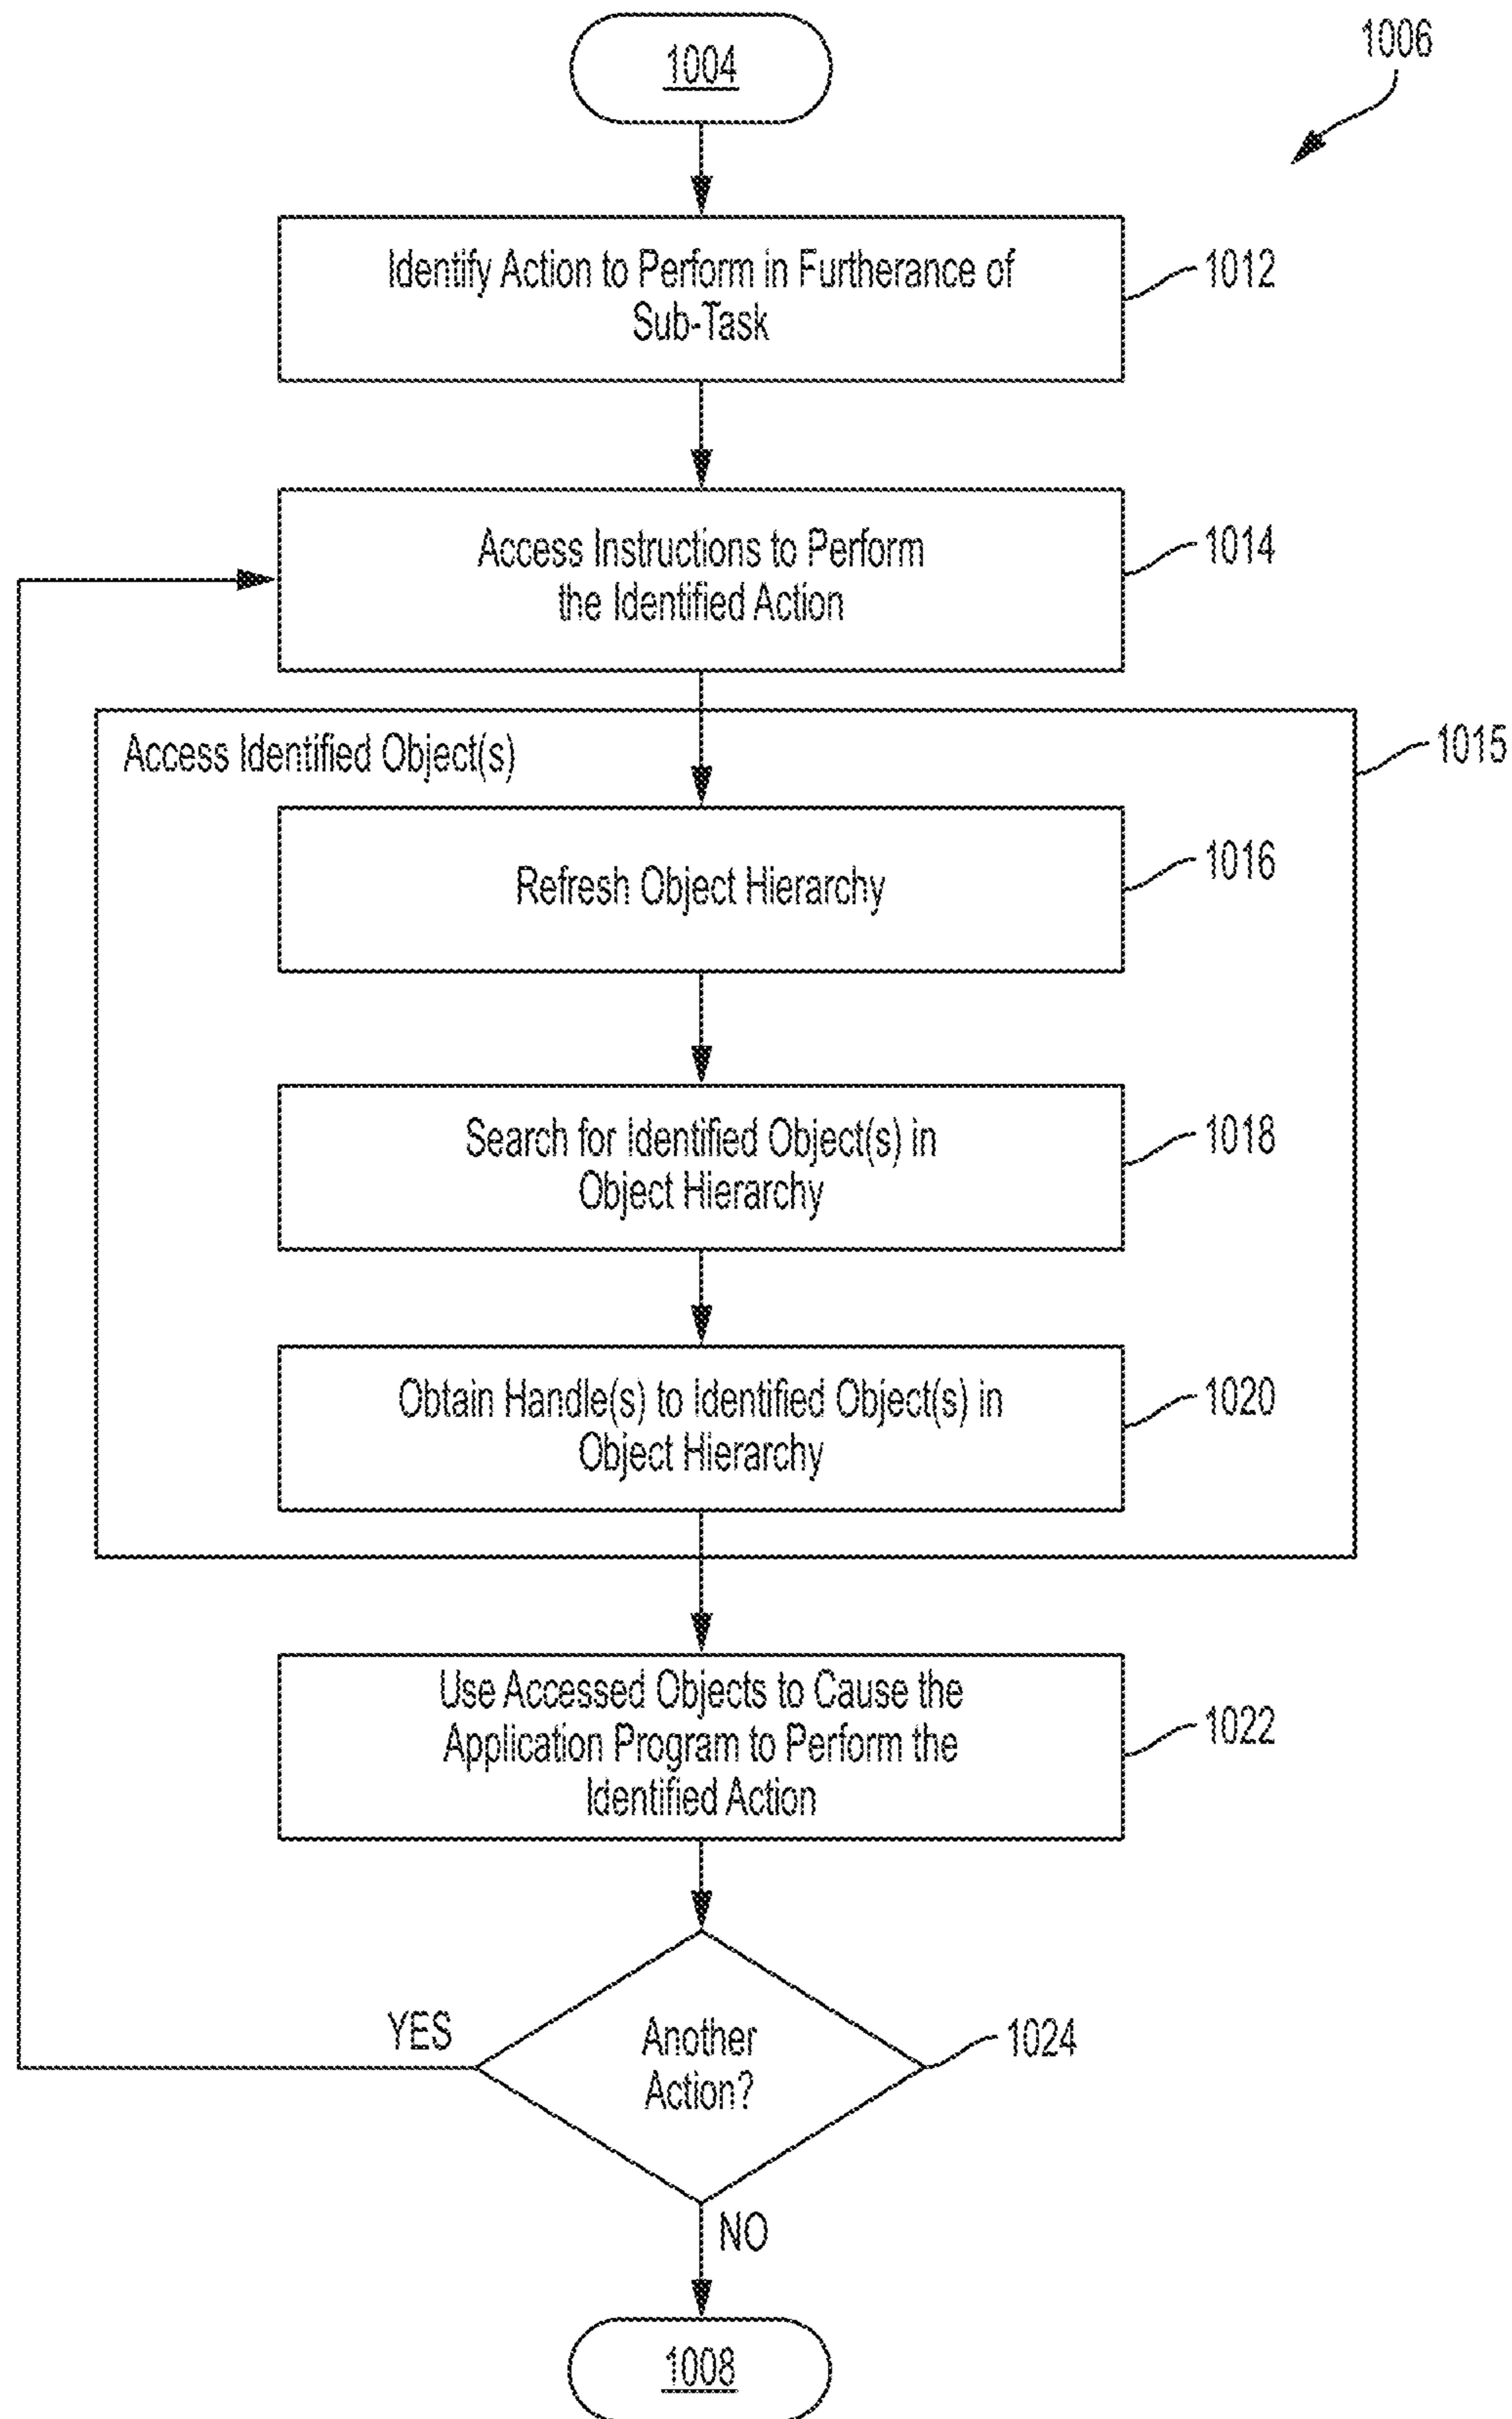 1004
1006
Identify Action to Perform in Furtherance of
Sub-Task
1012
Access Instructions to Perform
the Identified Action
1014
Access Identified Object(s)
1015
Refresh Object Hierarchy
1016
Search for Identified Object(s) in
Object Hierarchy
1018
Obtain Handle(s) to Identified Object(s) in
Object Hierarchy
1020
Use Accessed Objects to Cause the
Application Program to Perform the
Identified Action
1022
YES
Another
Action?
1024
NO
1008